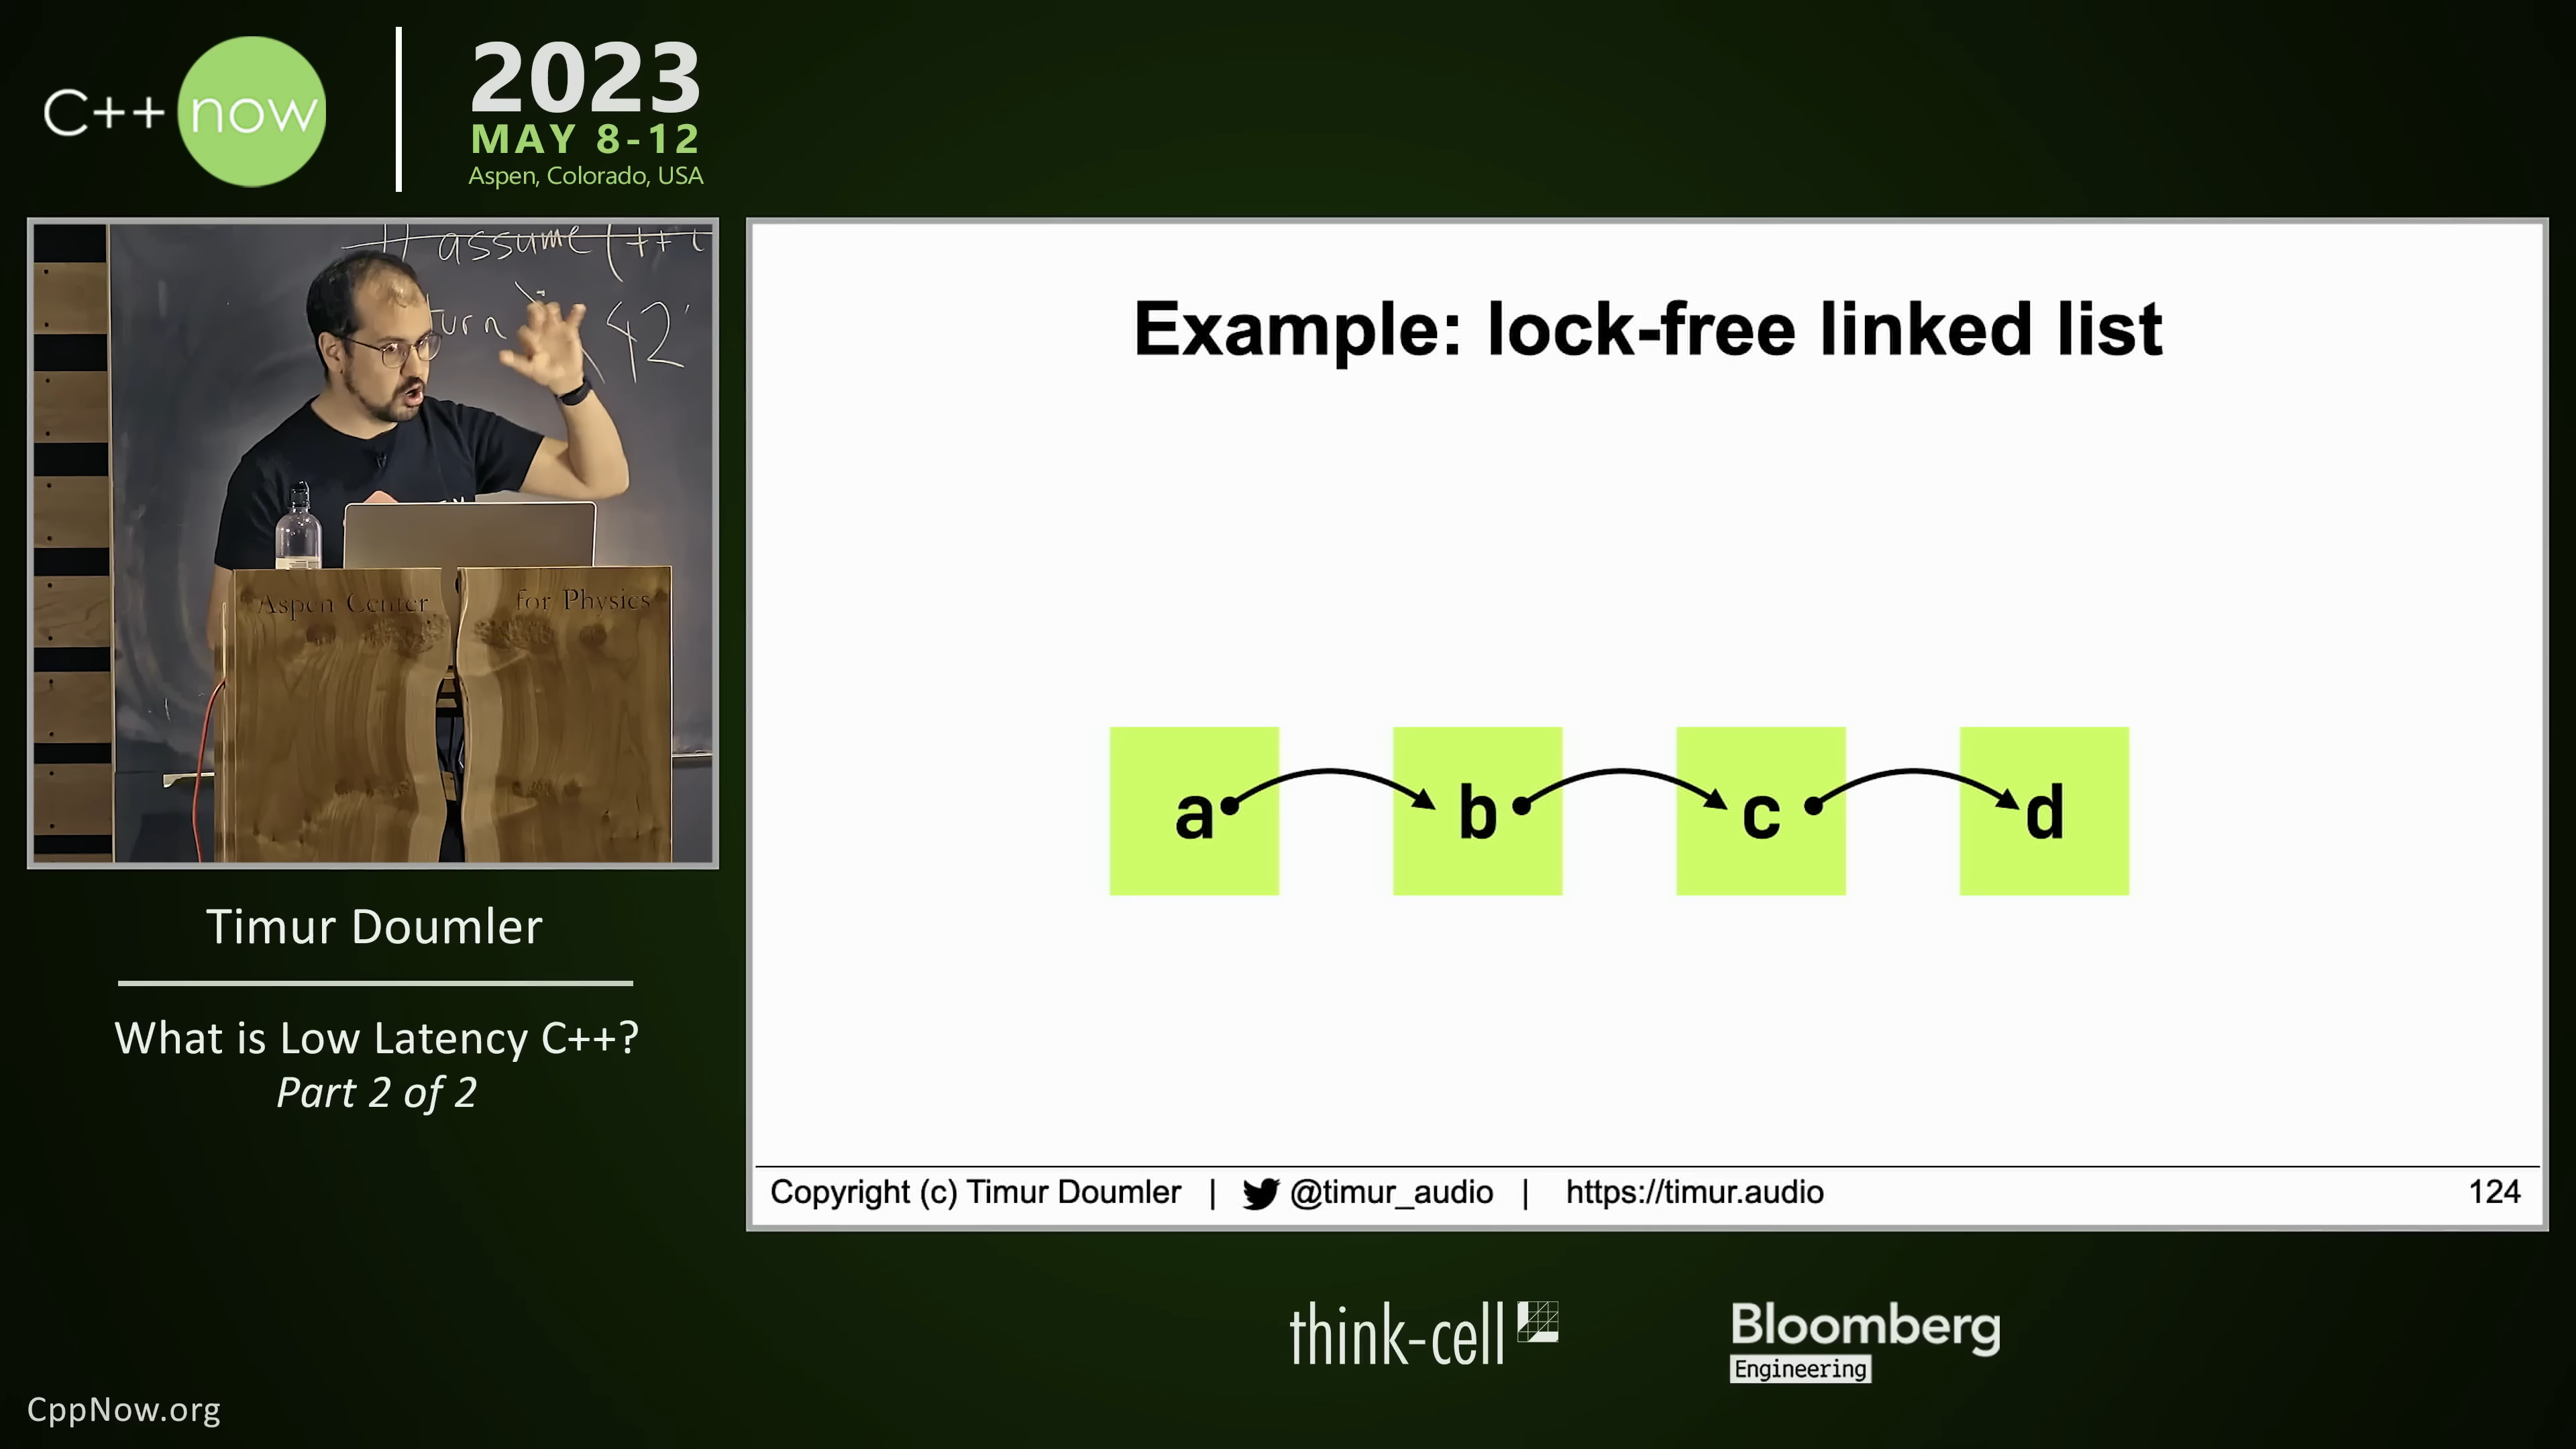 C++ now
2023
MAY 8-12
Aspen, Colorado, USA
assume
turn
42
Aspen Center for Physics
Timur Doumler
What is Low Latency C++?
Part 2 of 2
Example: lock-free linked list
a b c d
Copyright (c) Timur Doumler | @timur_audio | https://timur.audio
124
think-cell
Bloomberg
Engineering
CppNow.org